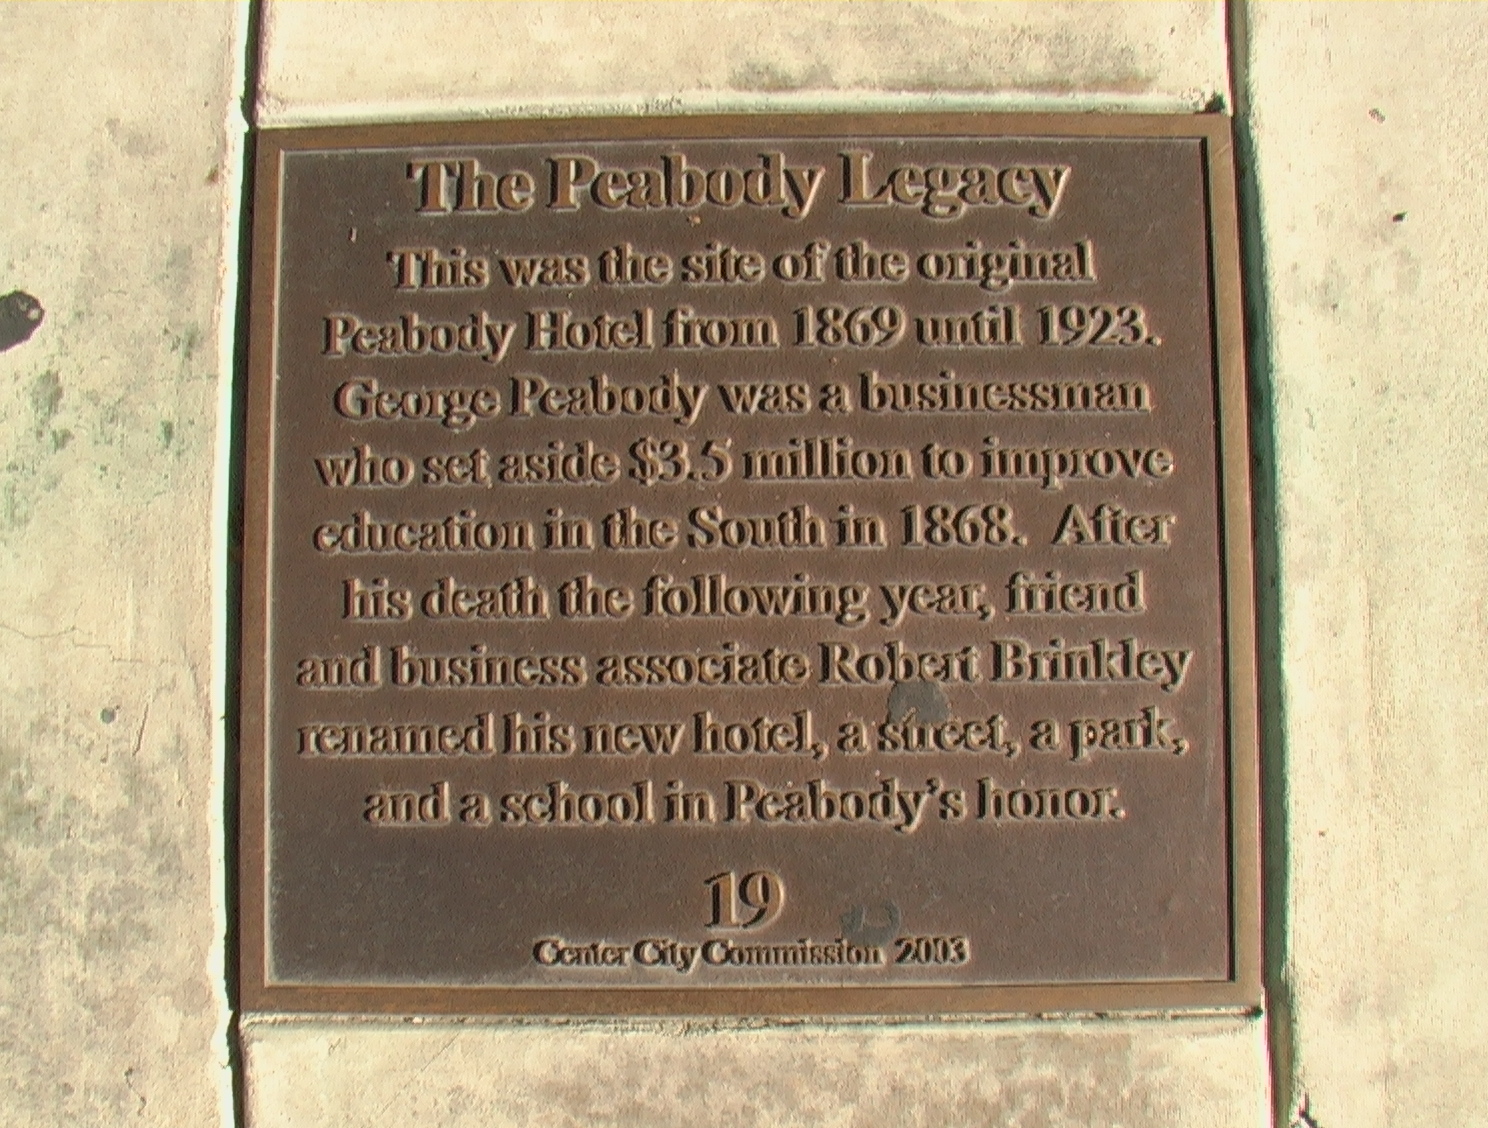 The Peabody Legacy
This was the site of the original
Peabody Hotel from 1869 until 1923.
George Peabody was a businessman
who set aside $3.5 million to improve
education in the South in 1868.  After
his death the following year, friend
and business associate Robert Brinkley
renamed his new hotel, a street, a park,
and a school in Peabody's honor.
19
Center City Commission 2003